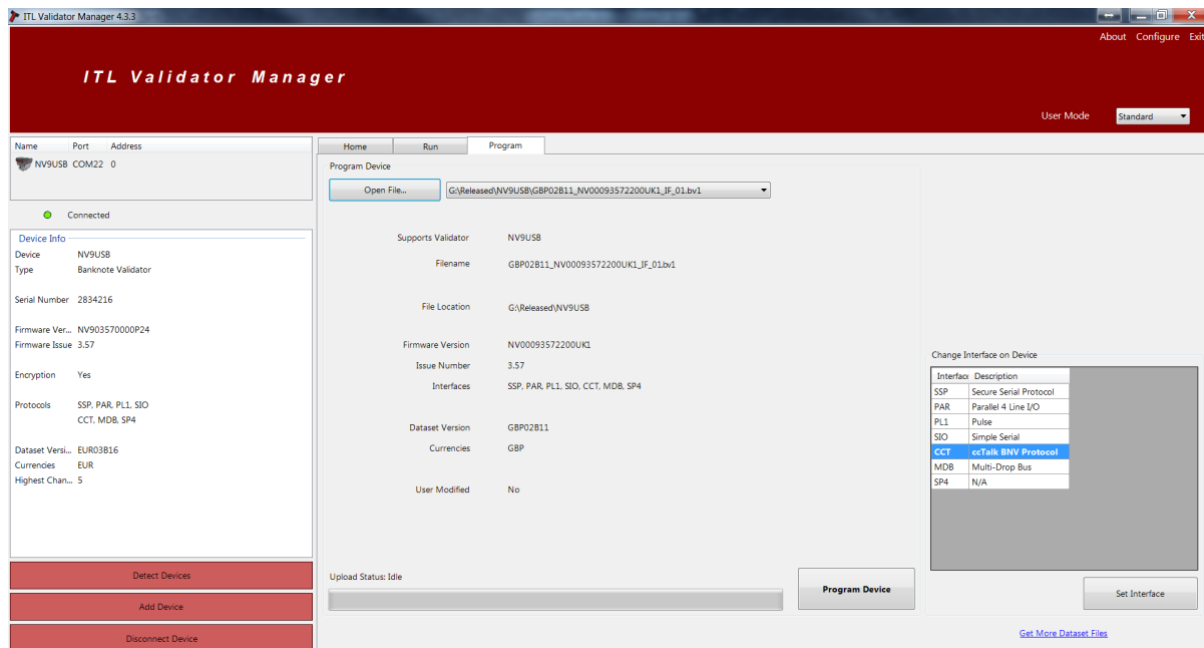 ITL Validator Manager 4.3.3
About Configure Exit
ITL Validator Manager
User Mode Standard
Name Port Address
NV9USB COM22 0
Connected
Device Info
Device NV9USB
Type Banknote Validator
Serial Number 2834216
Firmware Ver... NV903570000P24
Firmware Issue 3.57
Encryption Yes
Protocols SSP, PAR, PL1, SIO
CCT, MDB, SP4
Dataset Versi... EUR03B16
Currencies EUR
Highest Chan... 5
Detect Devices
Add Device
Disconnect Device
Home Run Program
Program Device
Open File... G:\Released\NV9USB\GBP02B11_NV00093572200UK1_IF_01.bv1
Supports Validator NV9USB
Filename GBP02B11_NV00093572200UK1_IF_01.bv1
File Location G:\Released\NV9USB
Firmware Version NV00093572200UK1
Issue Number 3.57
Interfaces SSP, PAR, PL1, SIO, CCT, MDB, SP4
Dataset Version GBP02B11
Currencies GBP
User Modified No
Upload Status: Idle
Program Device
Change Interface on Device
Interfac Description
SSP Secure Serial Protocol
PAR Parallel 4 Line I/O
PL1 Pulse
SIO Simple Serial
CCT ccTalk BNV Protocol
MDB Multi-Drop Bus
SP4 N/A
Set Interface
Get More Dataset Files